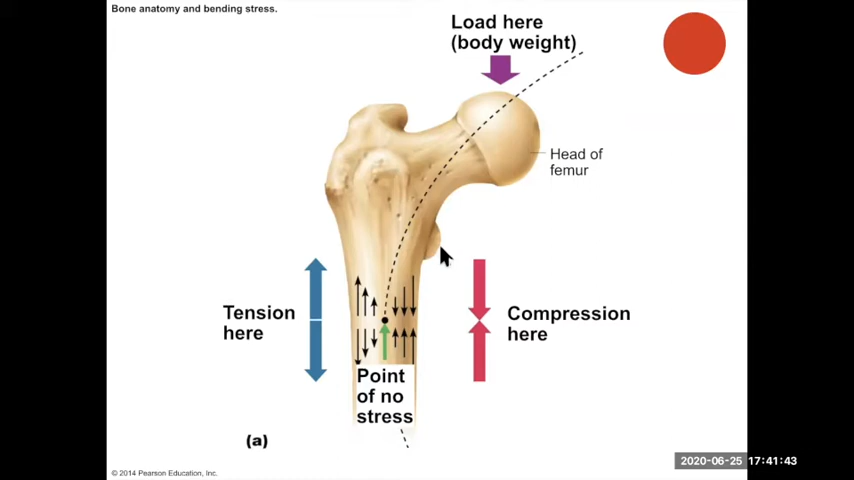 Bone anatomy and bending stress.
Load here
(body weight)
Head of
femur
Tension
here
Compression
here
Point
of no
stress
(a)
© 2014 Pearson Education, Inc.
2020-06-25 17:41:43